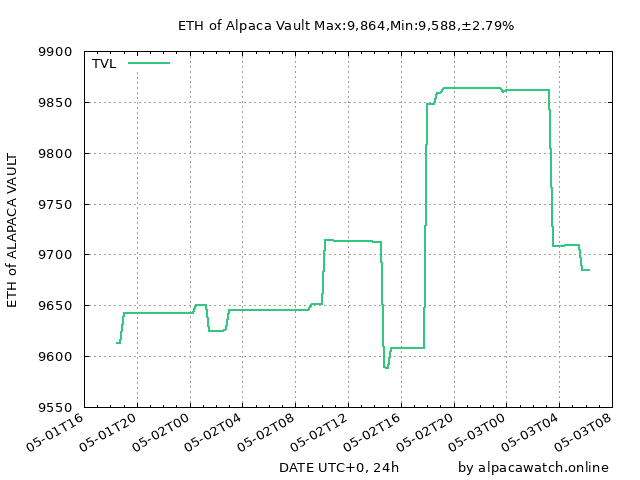 ETH of Alpaca Vault Max:9,864,Min:9,588,±2.79%
9900
TVL
9850
9800
9750
9700
9650
9600
9550
ETH of ALAPACA VAULT
05-01T16
05-01T20
05-02T00
05-02T04
05-02T08
05-02T12
05-02T16
05-02T20
05-03T00
05-03T04
05-03T08
DATE UTC+0, 24h
by alpacawatch.online